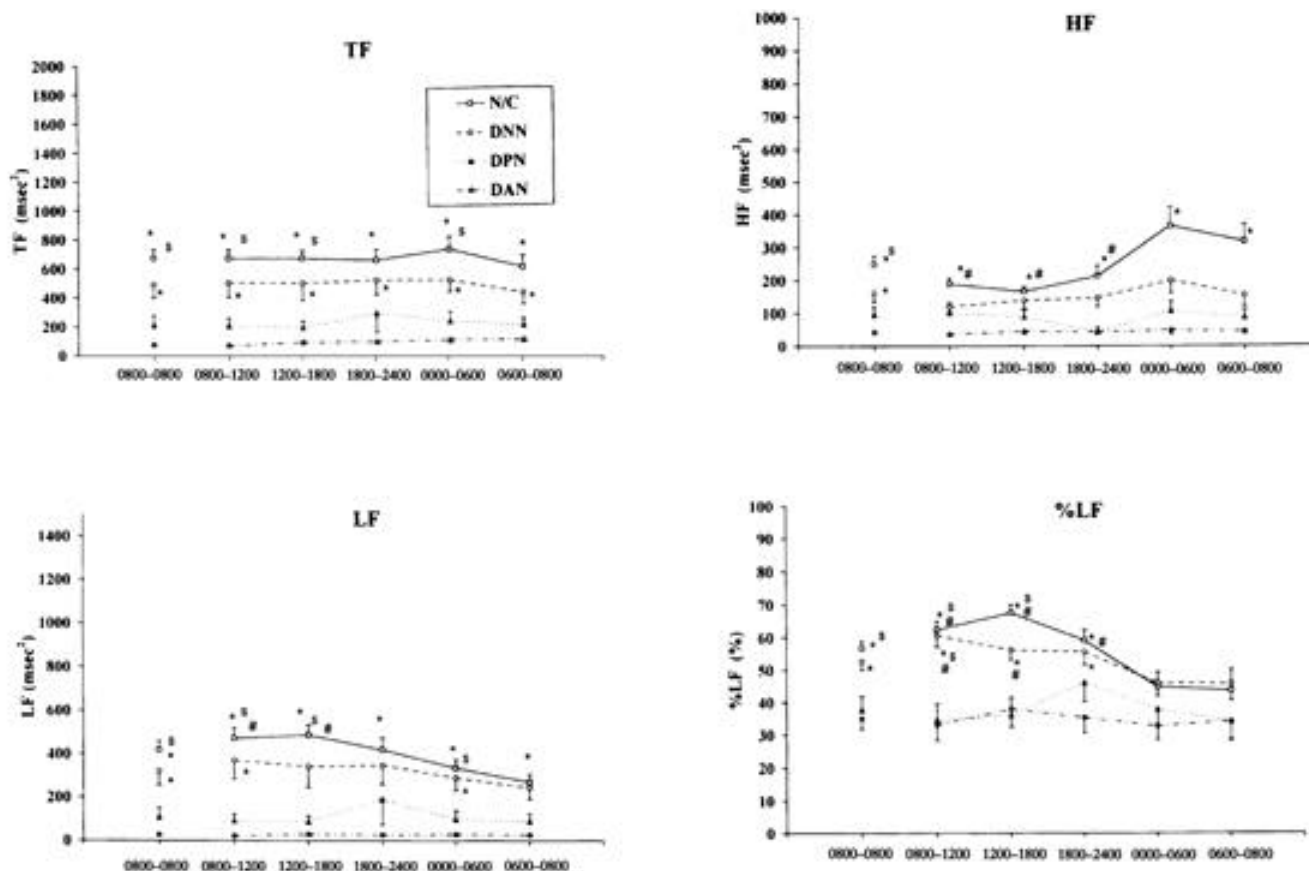 TF
2000
1800
1600
1400
1200
1000
800
600
400
200
0
TF (msec²)
N/C
DNN
DPN
DAN
* $ * $ * $ * * $ *
* * * * * *
0800–0800 0800–1200 1200–1800 1800–2400 0000–0600 0600–0800
HF
1000
900
800
700
600
500
400
300
200
100
0
HF (msec²)
* $ * # * # * # * *
*
0800–0800 0800–1200 1200–1800 1800–2400 0000–0600 0600–0800
LF
1400
1200
1000
800
600
400
200
0
LF (msec²)
$ * * $ # * $ # * * $ *
* * *
0800–0800 0800–1200 1200–1800 1800–2400 0000–0600 0600–0800
%LF
100
90
80
70
60
50
40
30
20
10
0
%LF (%)
* $ * $ # * $ # * #
* * $ # * # *
0800–0800 0800–1200 1200–1800 1800–2400 0000–0600 0600–0800